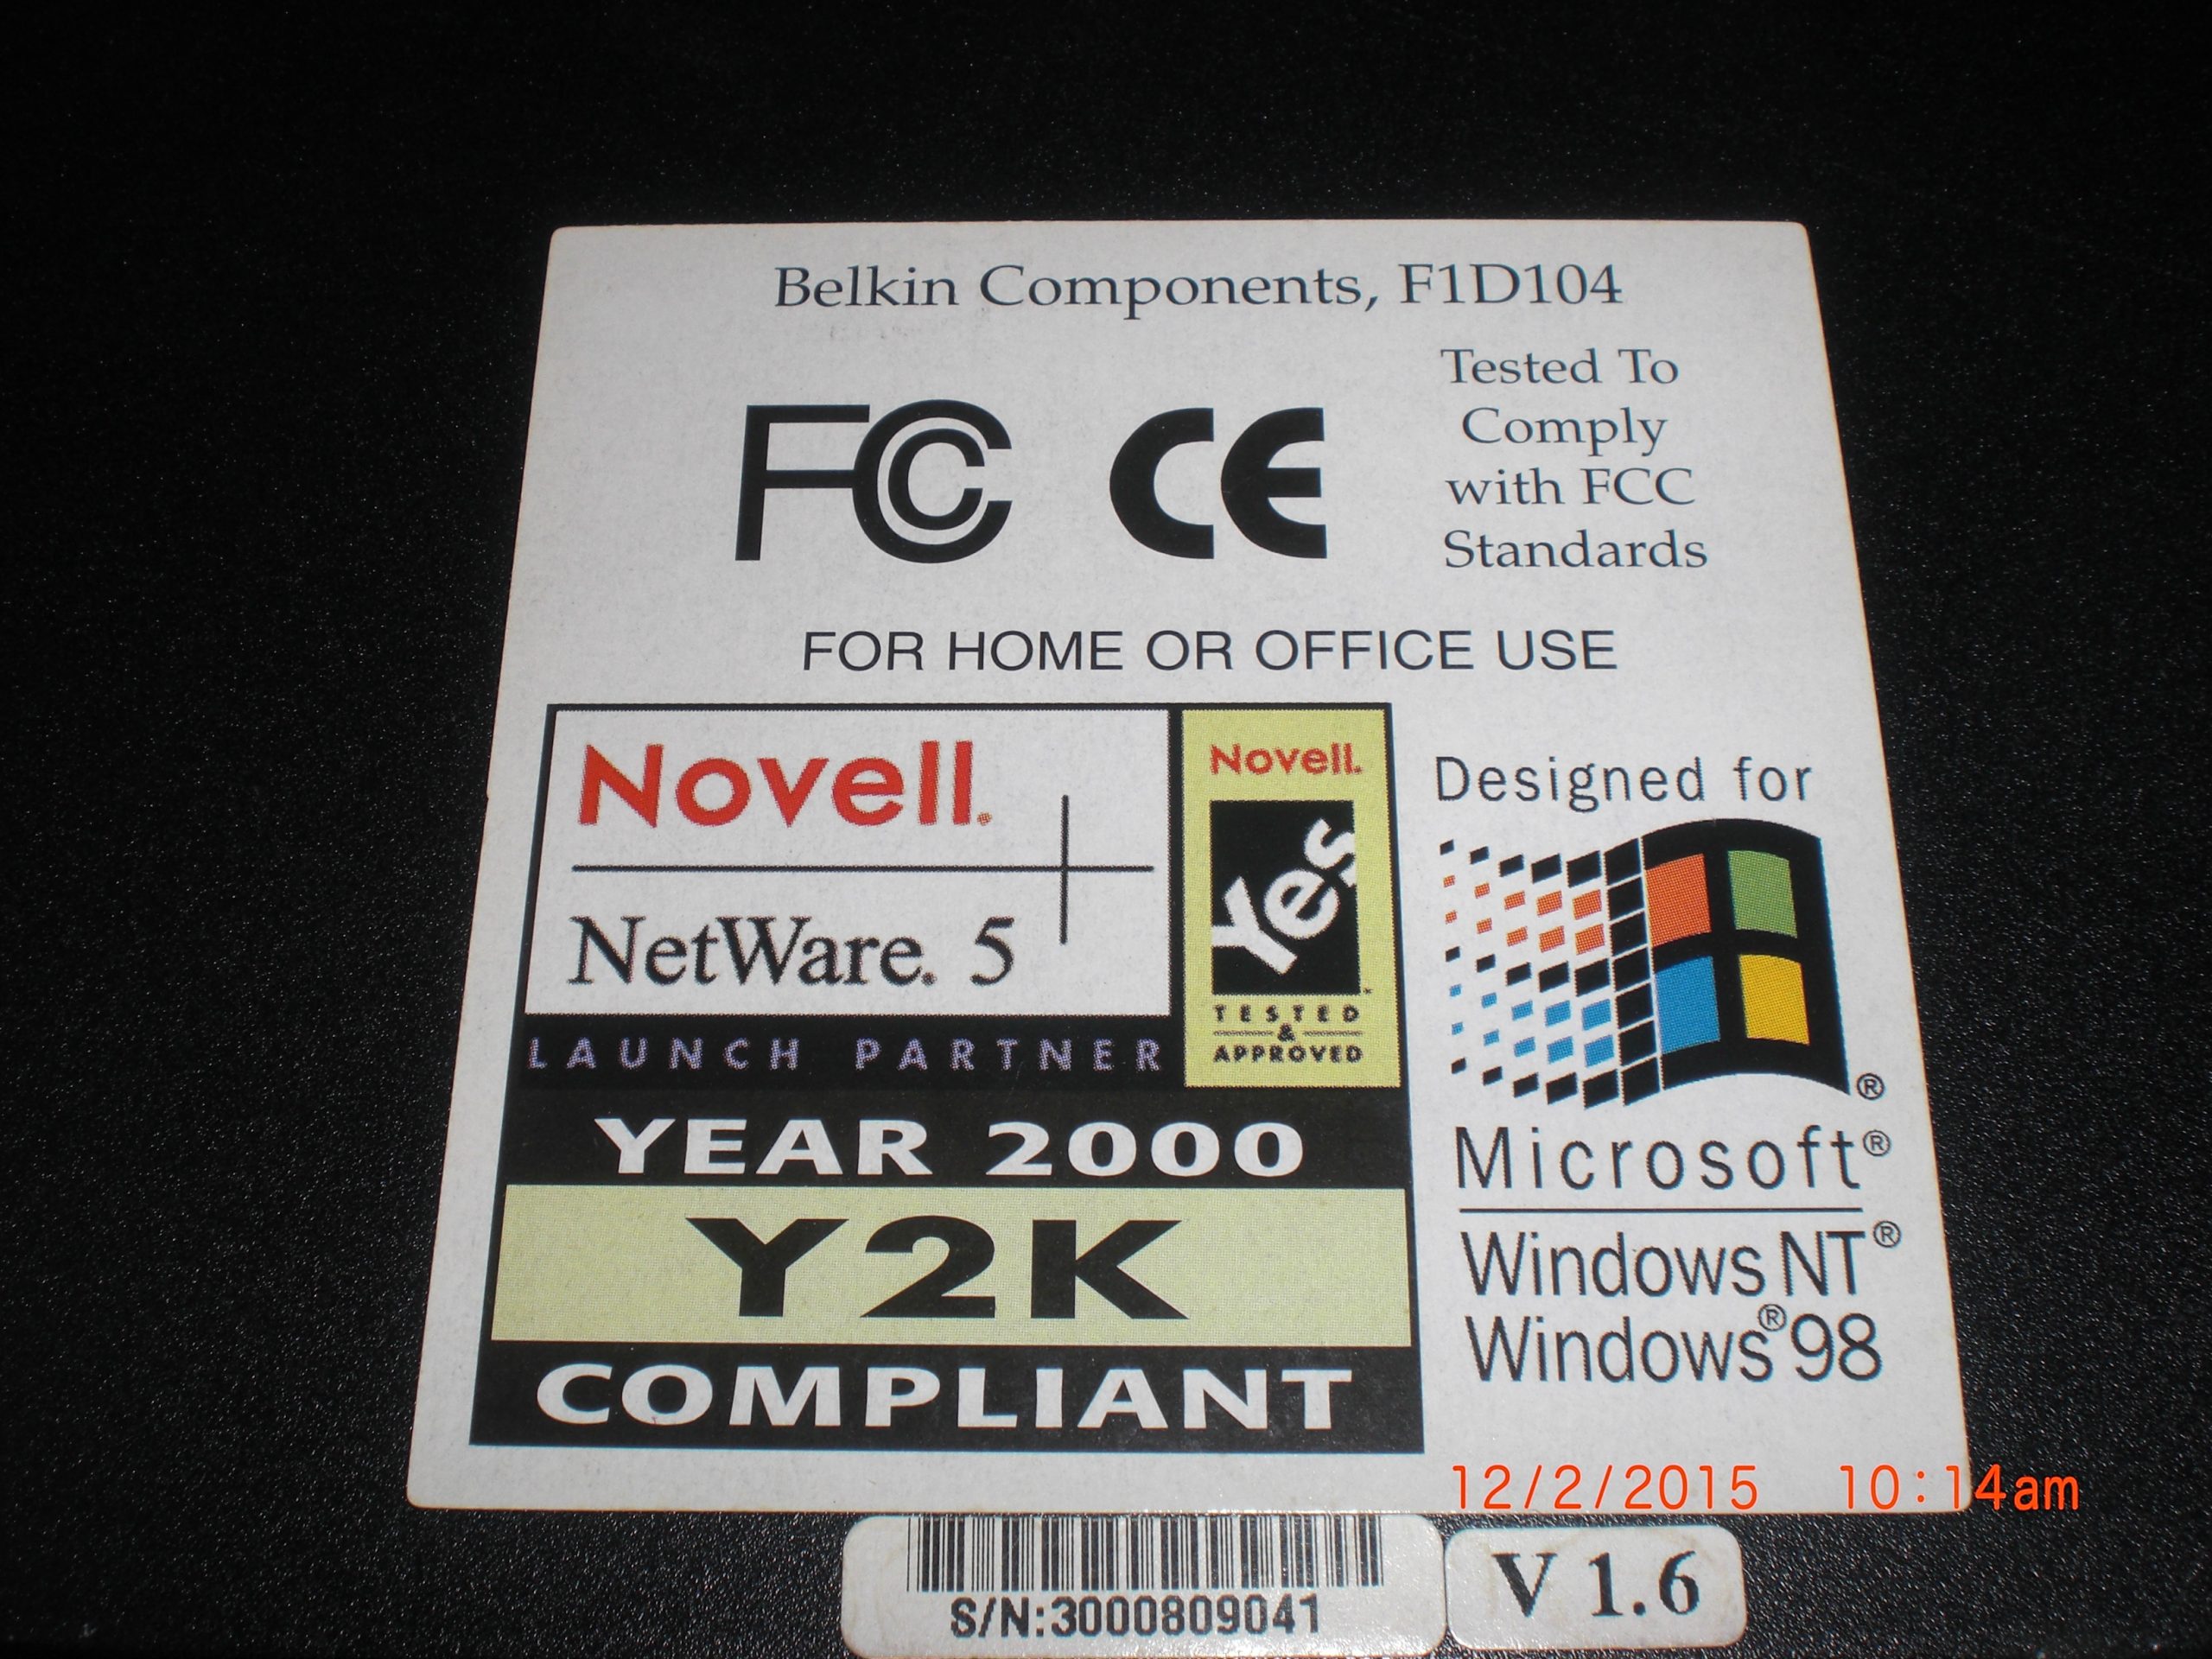 Belkin Components, F1D104
FC CE
Tested To
Comply
with FCC
Standards
FOR HOME OR OFFICE USE
Novell.
NetWare. 5
LAUNCH PARTNER
Novell.
Yes
TESTED
&
APPROVED
YEAR 2000
Y2K
COMPLIANT
Designed for
®
Microsoft®
Windows NT®
Windows®98
12/2/2015 10:14am
S/N:3000809041
V 1.6